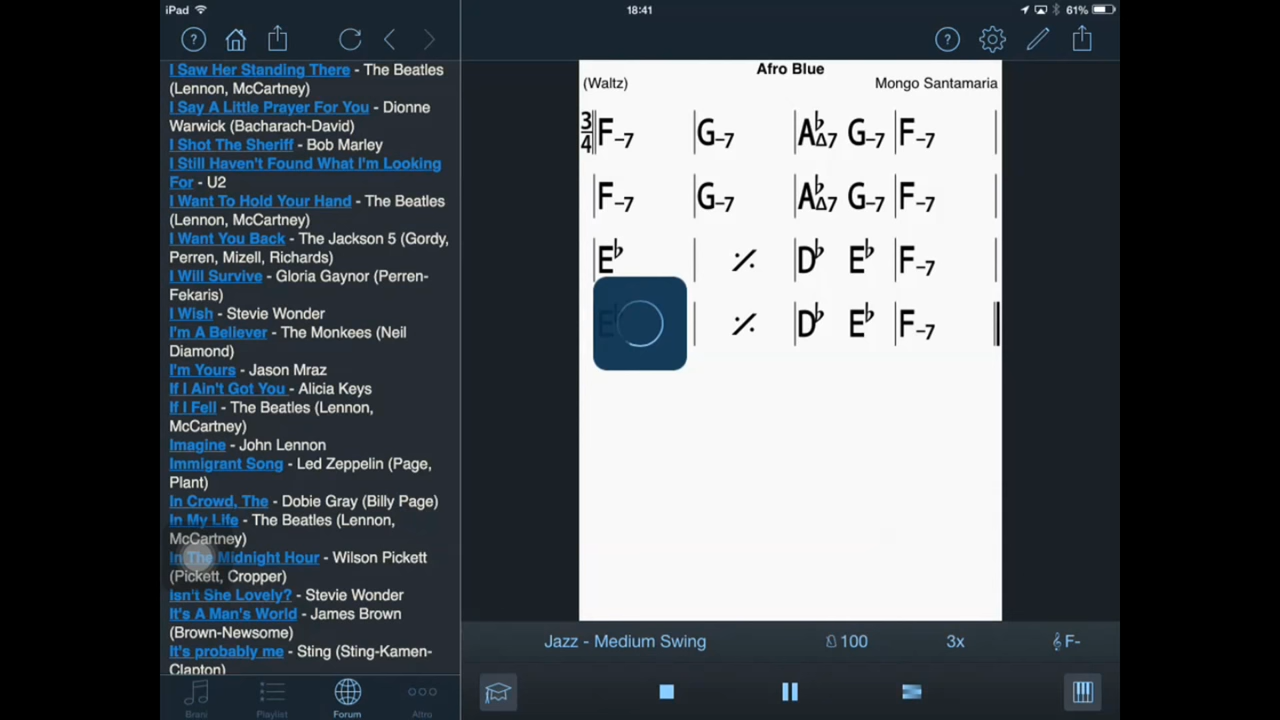 iPad
18:41
61%
I Saw Her Standing There - The Beatles
(Lennon, McCartney)
I Say A Little Prayer For You - Dionne
Warwick (Bacharach-David)
I Shot The Sheriff - Bob Marley
I Still Haven't Found What I'm Looking
For - U2
I Want To Hold Your Hand - The Beatles
(Lennon, McCartney)
I Want You Back - The Jackson 5 (Gordy,
Perren, Mizell, Richards)
I Will Survive - Gloria Gaynor (Perren-
Fekaris)
I Wish - Stevie Wonder
I'm A Believer - The Monkees (Neil
Diamond)
I'm Yours - Jason Mraz
If I Ain't Got You - Alicia Keys
If I Fell - The Beatles (Lennon,
McCartney)
Imagine - John Lennon
Immigrant Song - Led Zeppelin (Page,
Plant)
In Crowd, The - Dobie Gray (Billy Page)
In My Life - The Beatles (Lennon,
McCartney)
In The Midnight Hour - Wilson Pickett
(Pickett, Cropper)
Isn't She Lovely? - Stevie Wonder
It's A Man's World - James Brown
(Brown-Newsome)
It's probably me - Sting (Sting-Kamen-
Clapton)
Brani Playlist Forum Altro
Afro Blue
(Waltz) Mongo Santamaria
3/4 F-7 G-7 A♭Δ7 G-7 F-7
F-7 G-7 A♭Δ7 G-7 F-7
E♭ 𝄎 D♭ E♭ F-7
E♭ 𝄎 D♭ E♭ F-7
Jazz - Medium Swing 100 3x F-